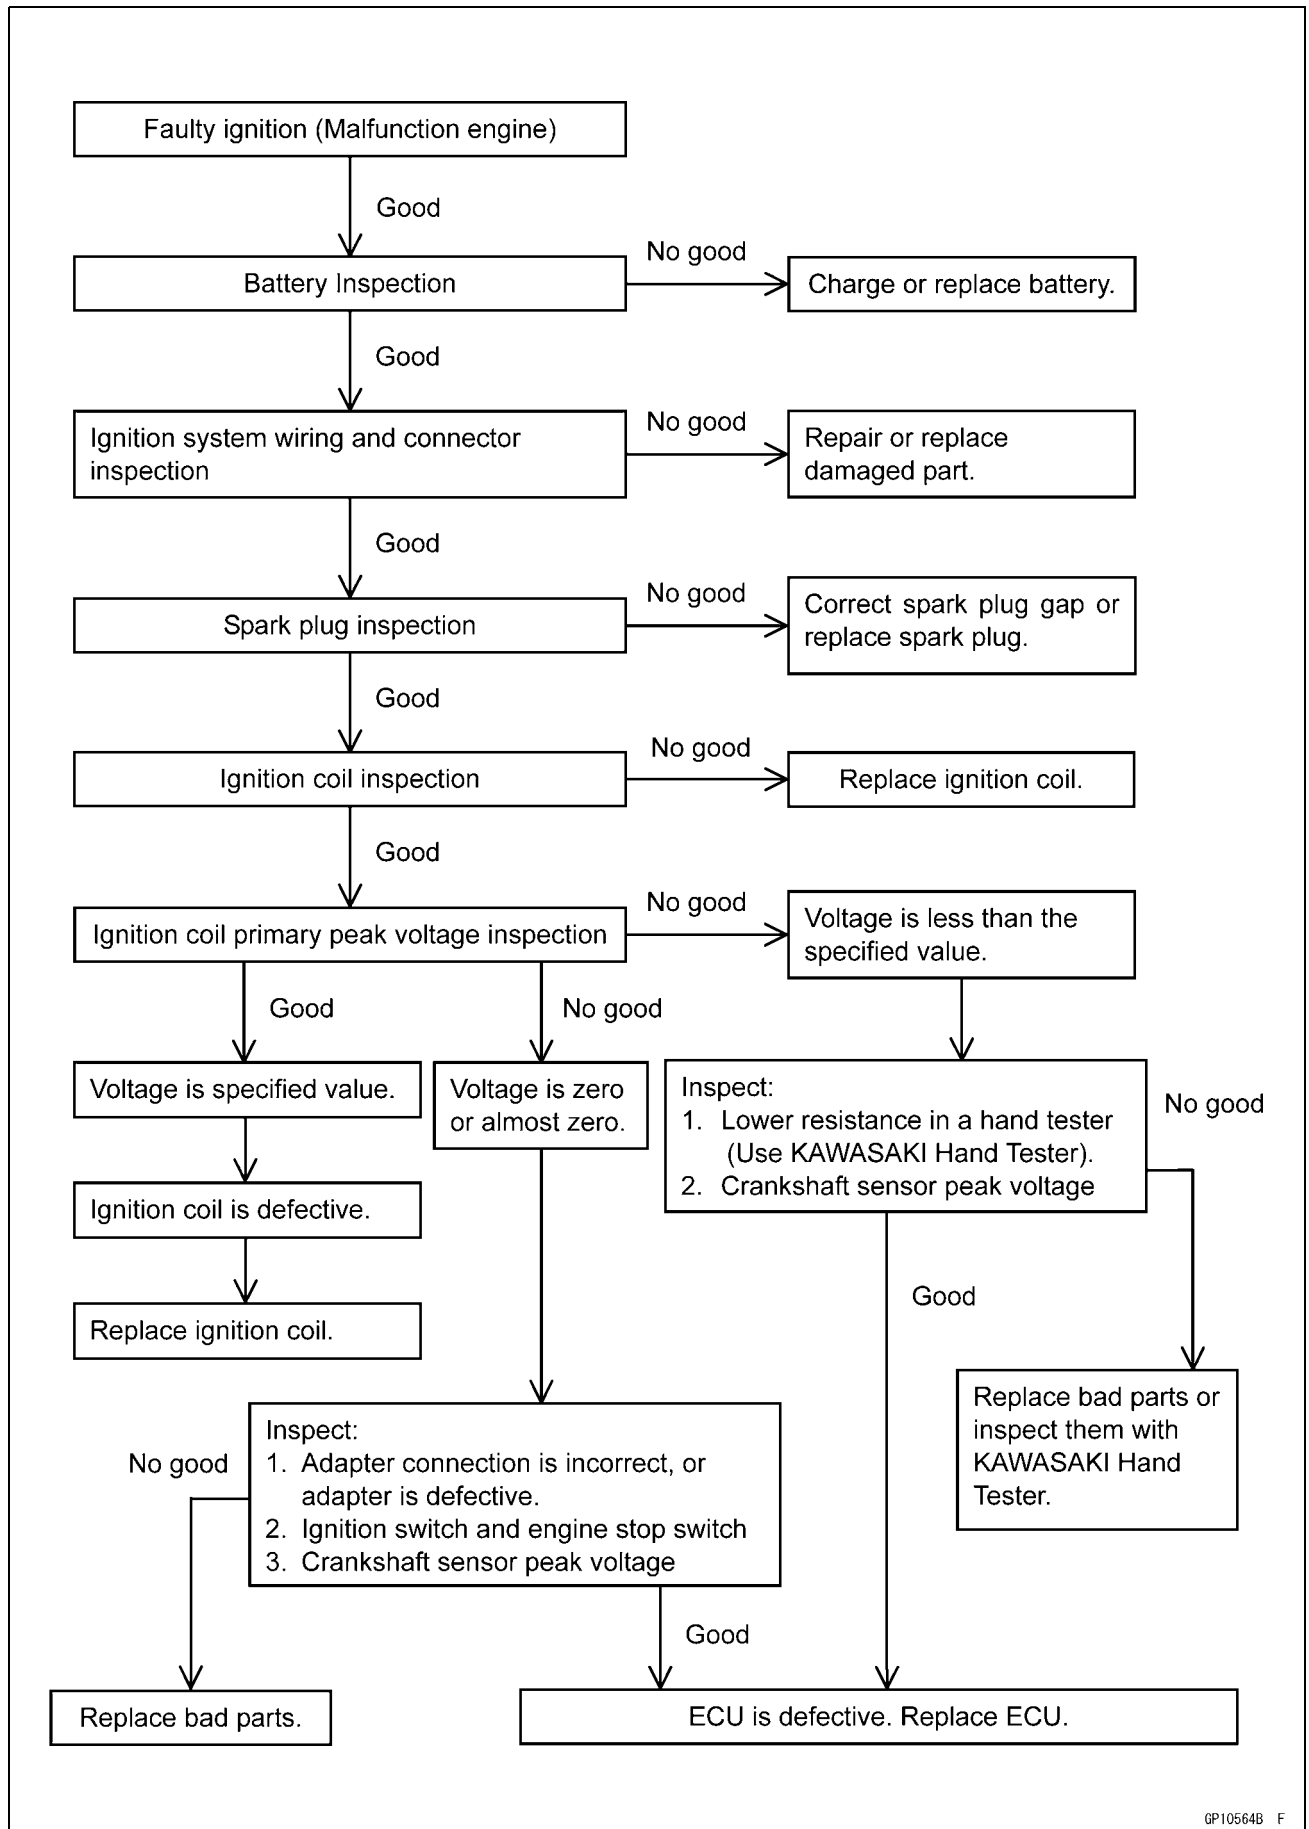 Faulty ignition (Malfunction engine)
Good
Battery Inspection
No good
Charge or replace battery.
Good
Ignition system wiring and connector
inspection
No good
Repair or replace
damaged part.
Good
Spark plug inspection
No good
Correct spark plug gap or
replace spark plug.
Good
Ignition coil inspection
No good
Replace ignition coil.
Good
Ignition coil primary peak voltage inspection
No good
Voltage is less than the
specified value.
Good
No good
Voltage is specified value.
Voltage is zero
or almost zero.
Inspect:
1. Lower resistance in a hand tester
(Use KAWASAKI Hand Tester).
2. Crankshaft sensor peak voltage
No good
Ignition coil is defective.
Replace ignition coil.
Good
Replace bad parts or
inspect them with
KAWASAKI Hand
Tester.
No good
Inspect:
1. Adapter connection is incorrect, or
adapter is defective.
2. Ignition switch and engine stop switch
3. Crankshaft sensor peak voltage
Good
Replace bad parts.
ECU is defective. Replace ECU.
GP10564B F